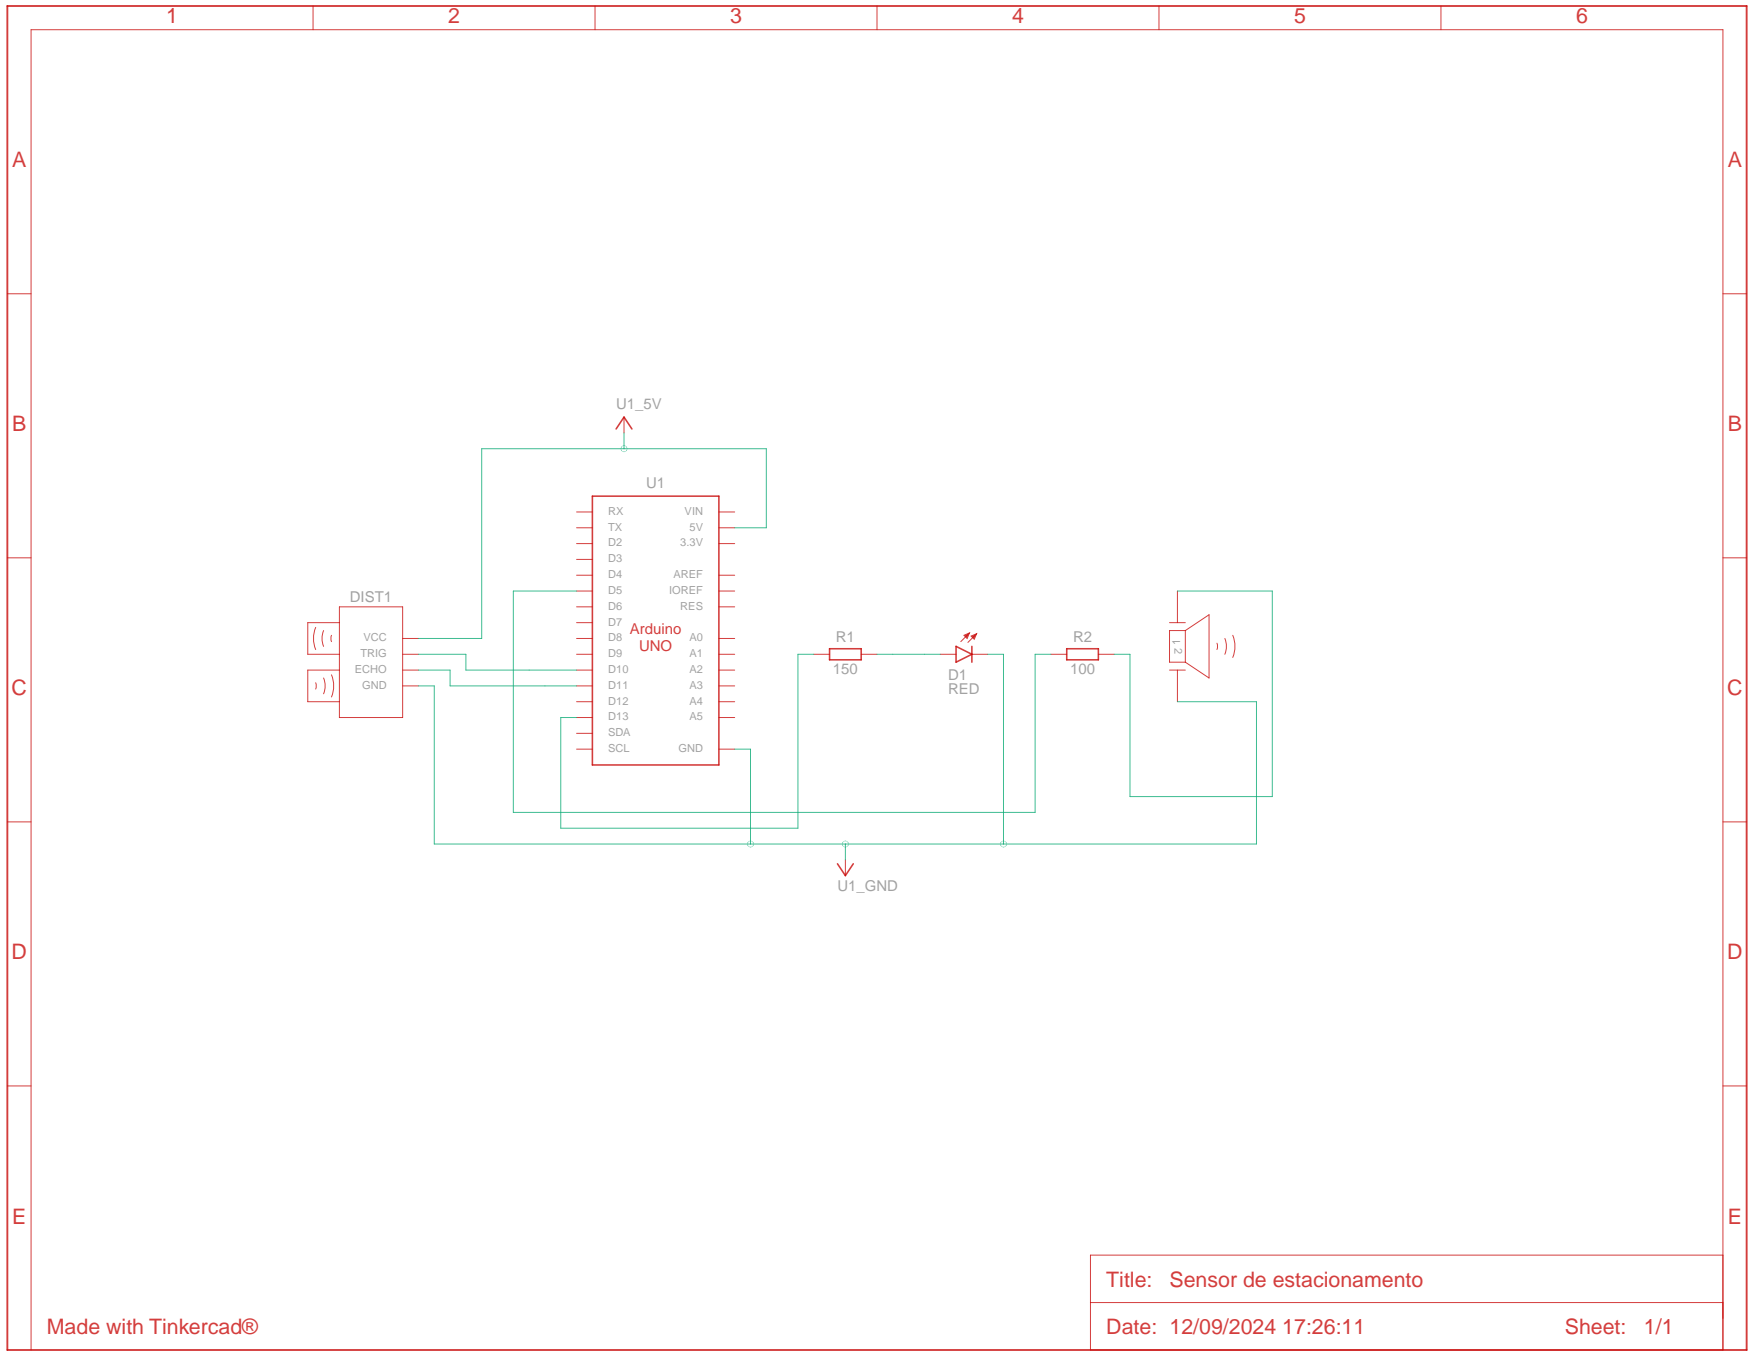 1 2 3 4 5 6
A A
B B
C C
D D
E E
U1_5V
U1
RX VIN
TX 5V
D2 3.3V
D3
D4 AREF
D5 IOREF
D6 RES
D7
D8 A0
D9 A1
D10 A2
D11 A3
D12 A4
D13 A5
SDA
SCL GND
Arduino
UNO
DIST1
VCC
TRIG
ECHO
GND
R1
150
D1
RED
R2
100
1 2
U1_GND
Title: Sensor de estacionamento
Date: 12/09/2024 17:26:11 Sheet: 1/1
Made with Tinkercad®